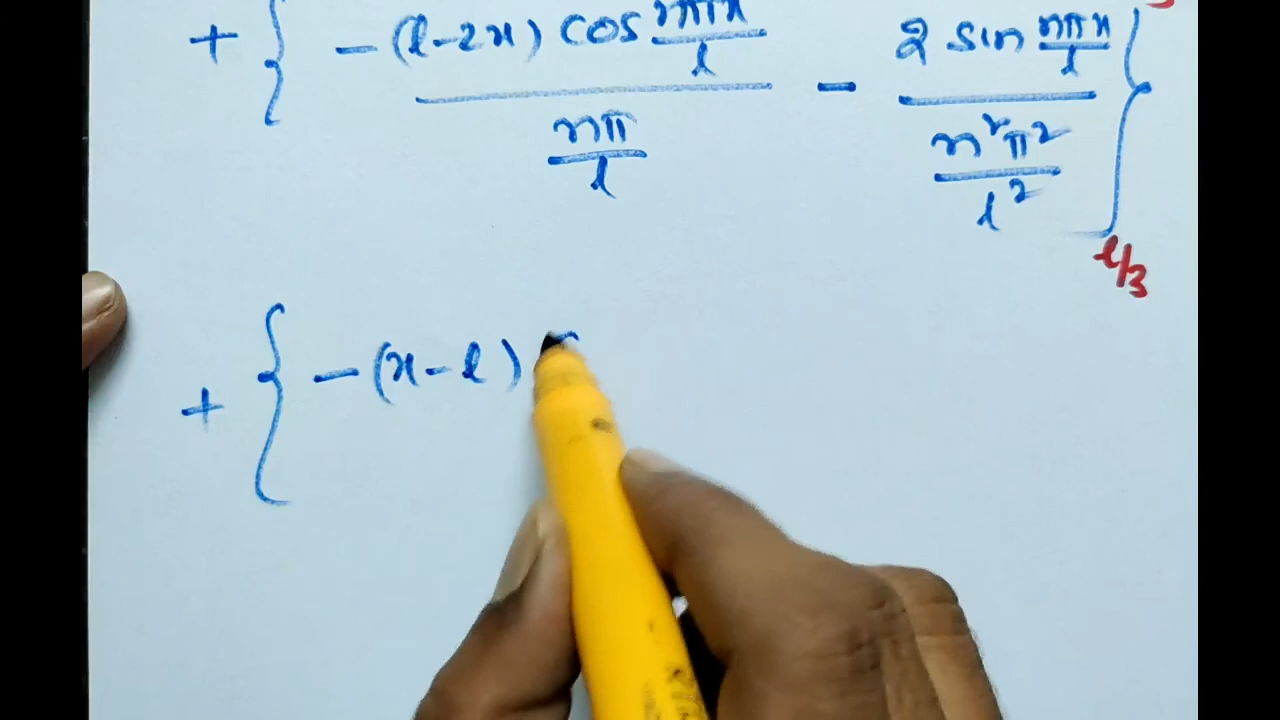 + { - (l-2x) cos nπx/l / nπ/l - 2 sin nπx/l / n²π²/l² } l/3
+ { - (x-l)